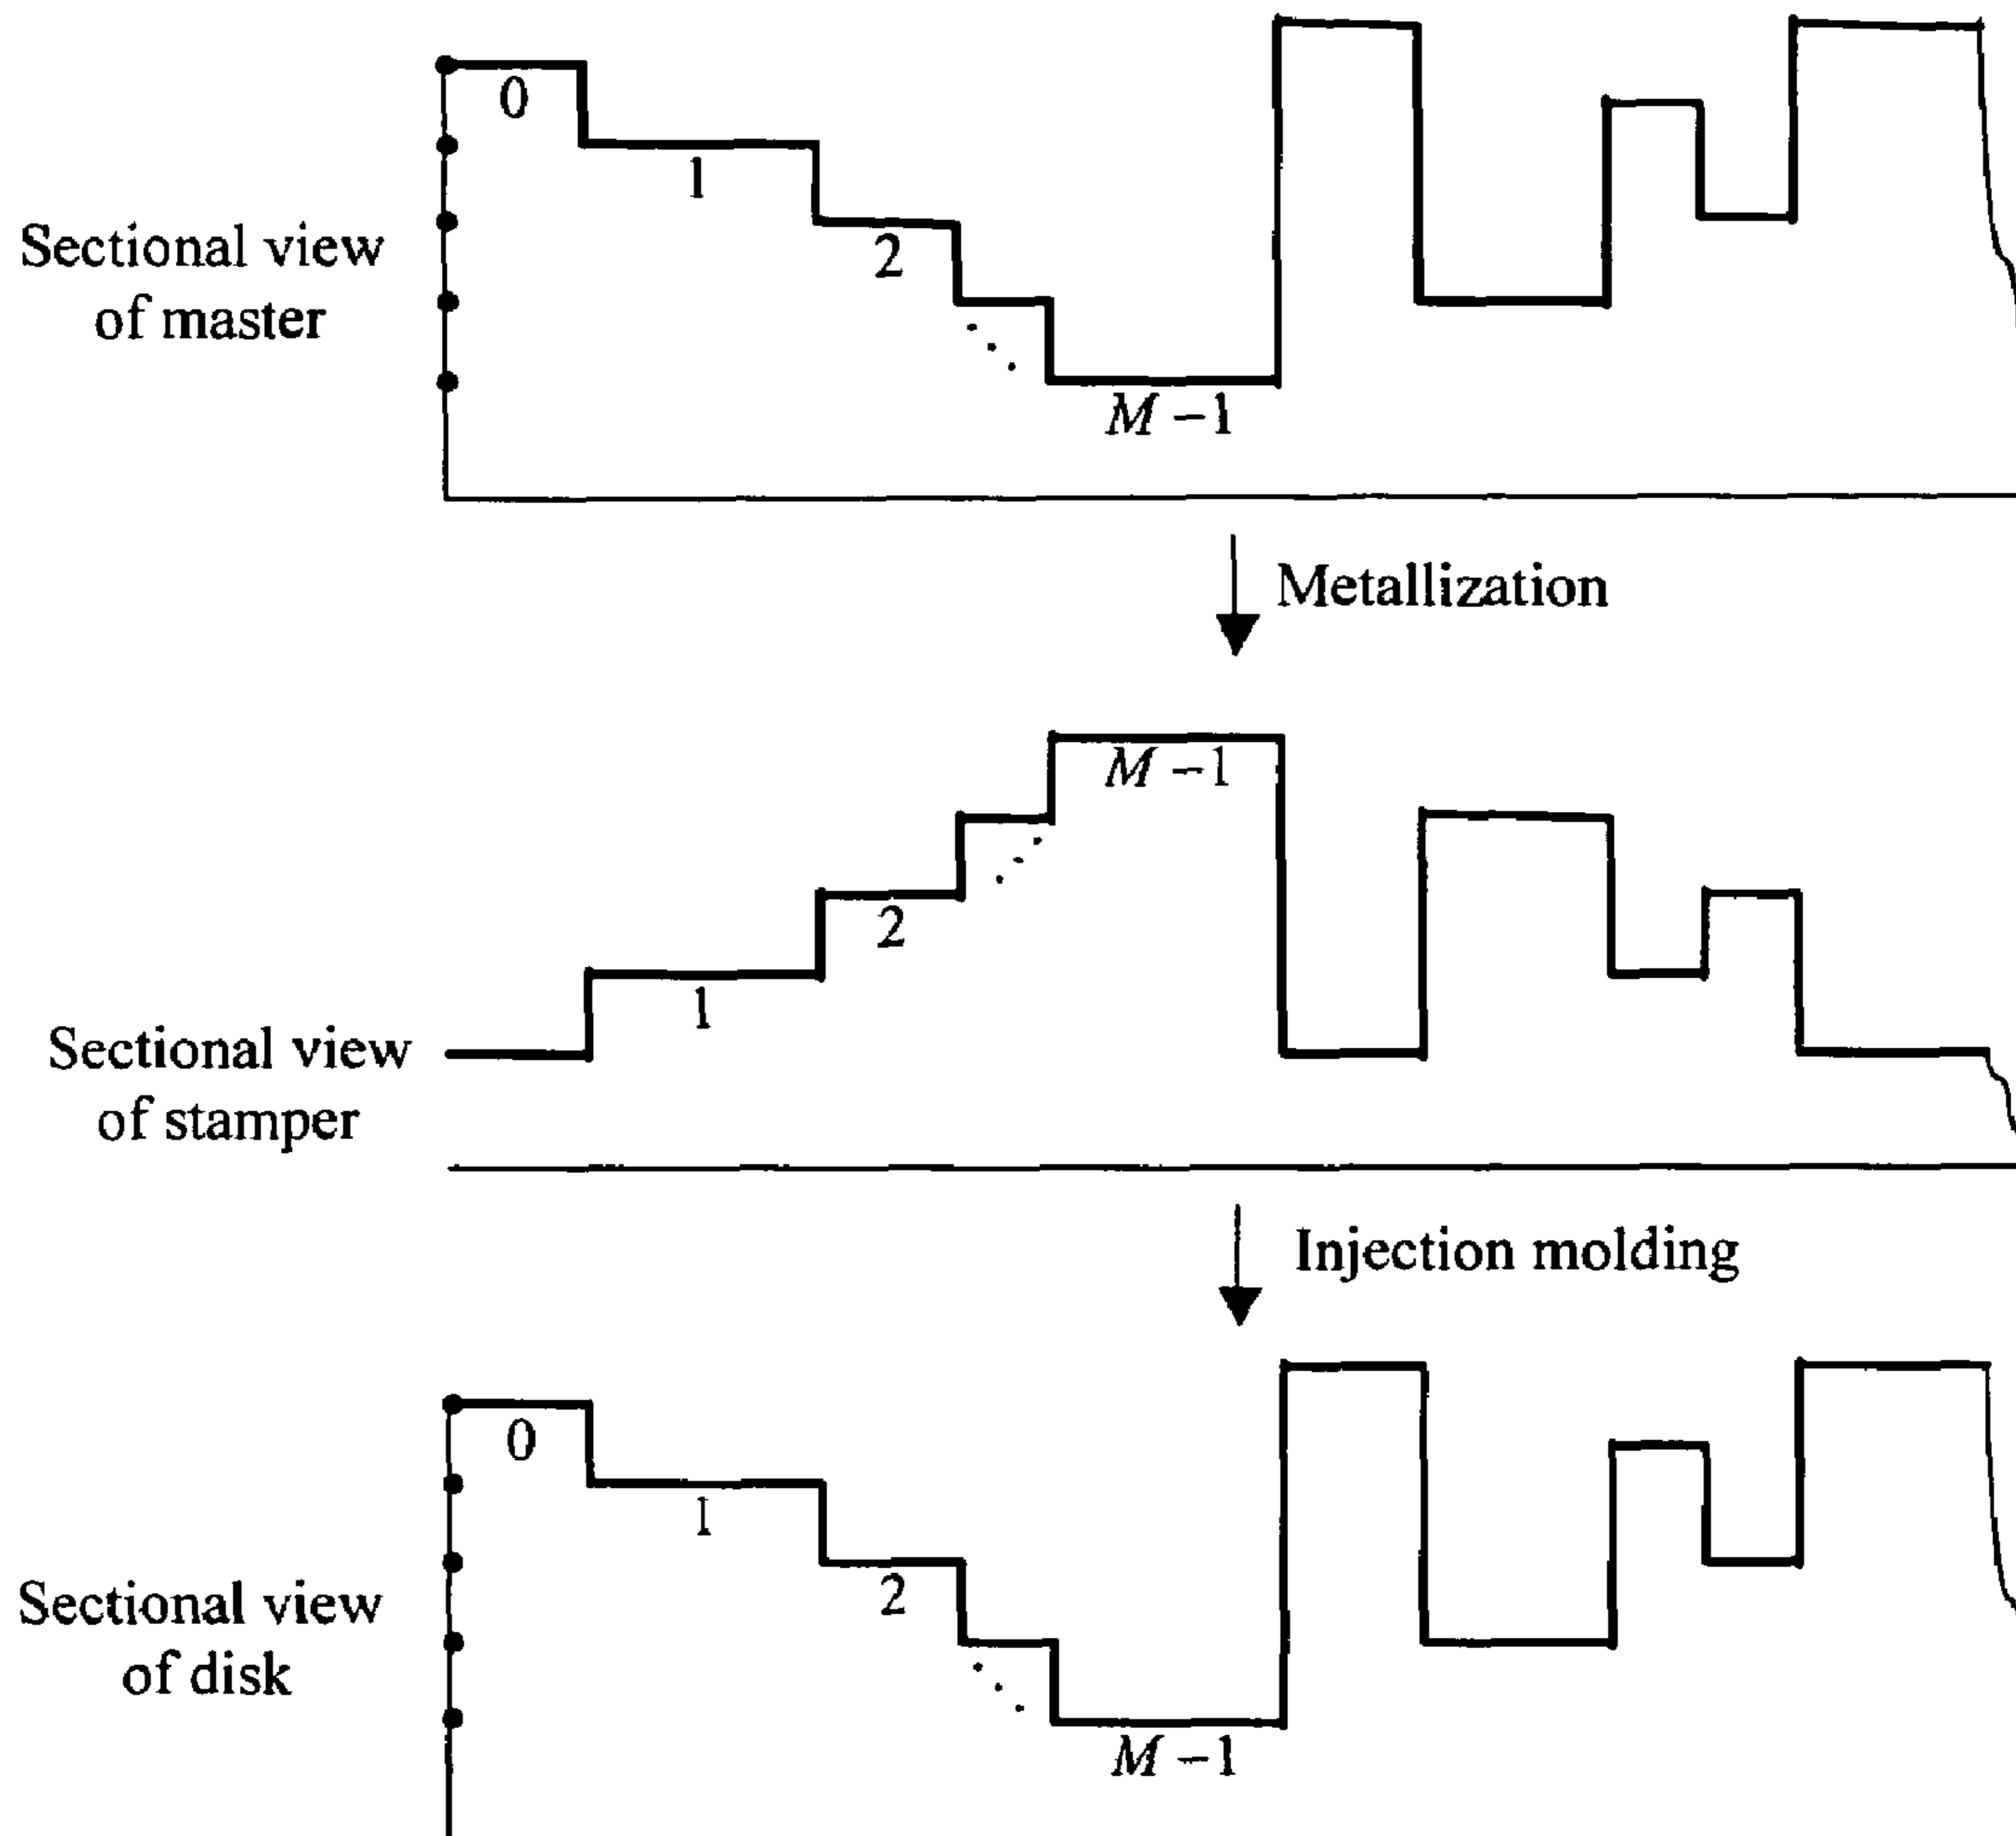 0
1
Sectional view
of master
2
M – 1
Metallization
M – 1
2
1
Sectional view
of stamper
Injection molding
0
1
Sectional view
of disk
2
M – 1